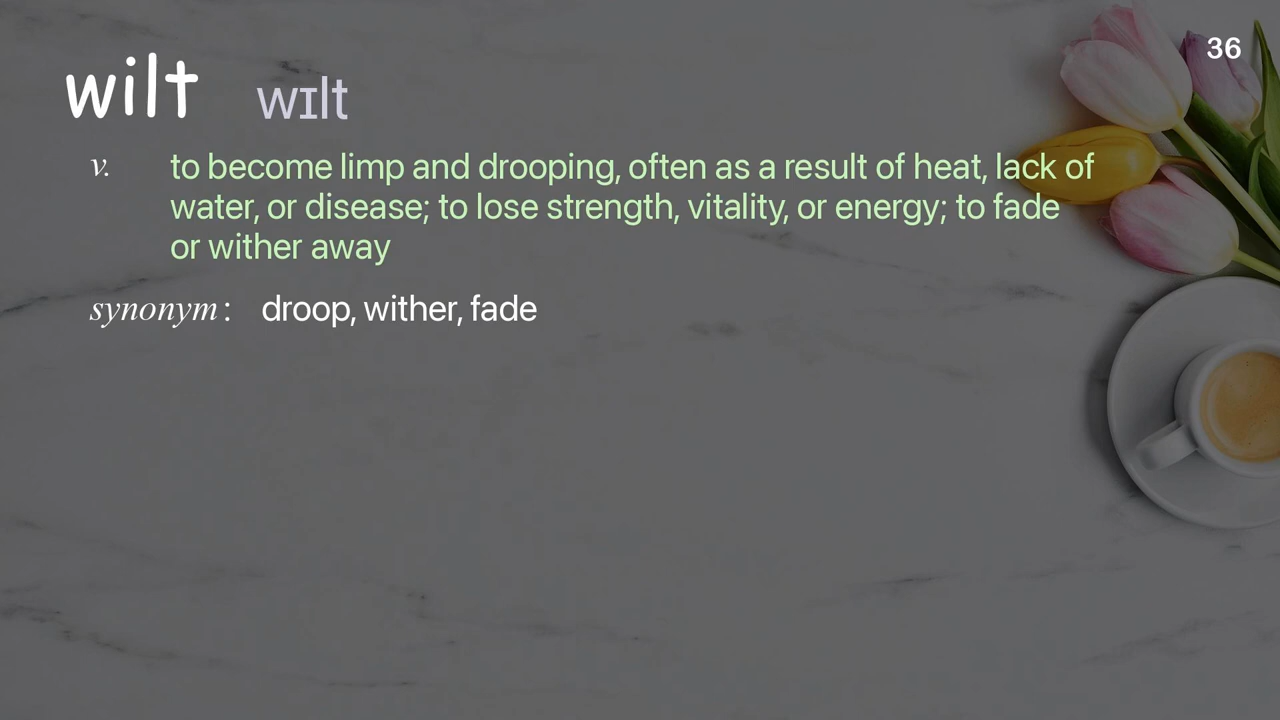 36
wilt wɪlt
v. to become limp and drooping, often as a result of heat, lack of
water, or disease; to lose strength, vitality, or energy; to fade
or wither away
synonym: droop, wither, fade